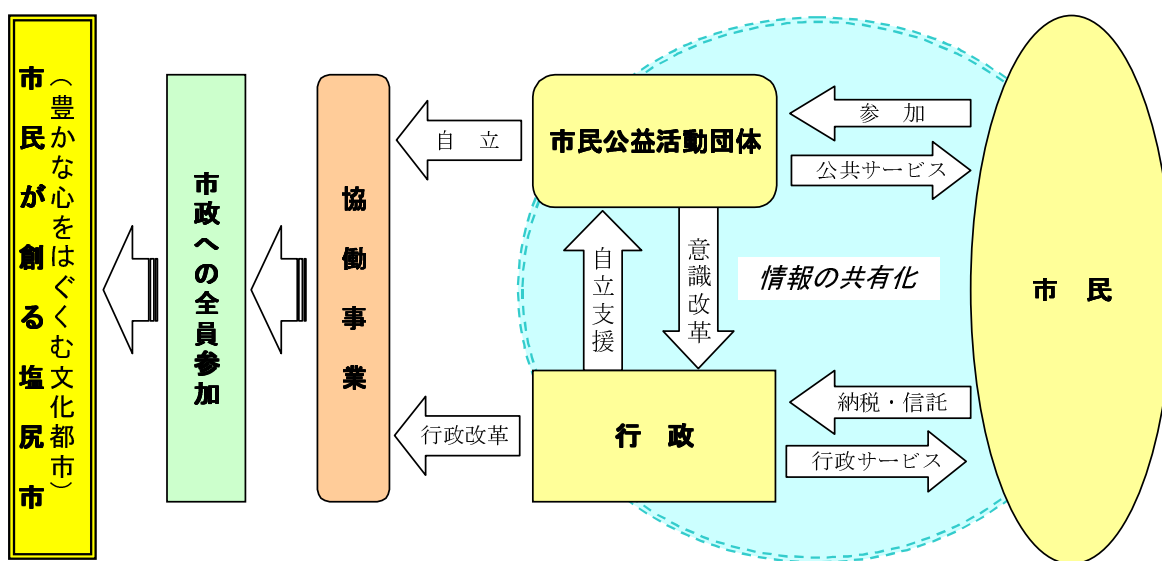 市民が創る塩尻市
（豊かな心をはぐくむ文化都市）
市政への全員参加
協働事業
自　立
行政改革
市民公益活動団体
自立支援
意識改革
行　政
情報の共有化
参　加
公共サービス
納税・信託
行政サービス
市　民